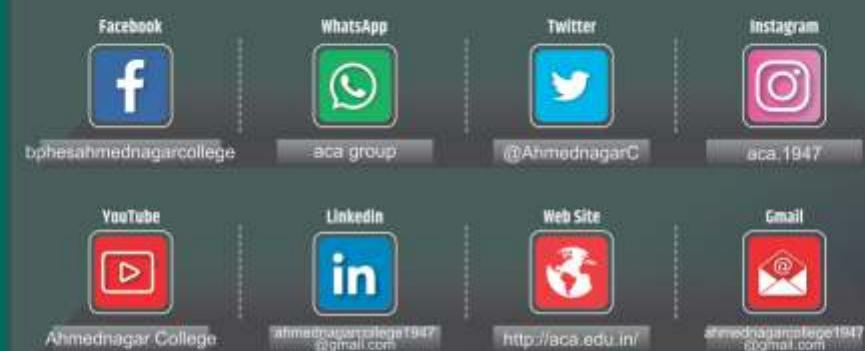 Facebook
WhatsApp
Twitter
Instagram
f
bphesahmednagarcollege
aca group
@AhmednagarC
aca.1947
YouTube
Linkedin
Web Site
Gmail
in
@
Ahmednagar College
ahmednagarcollege1947
@gmail.com
http://aca.edu.in/
ahmednagarcollege1947
@gmail.com